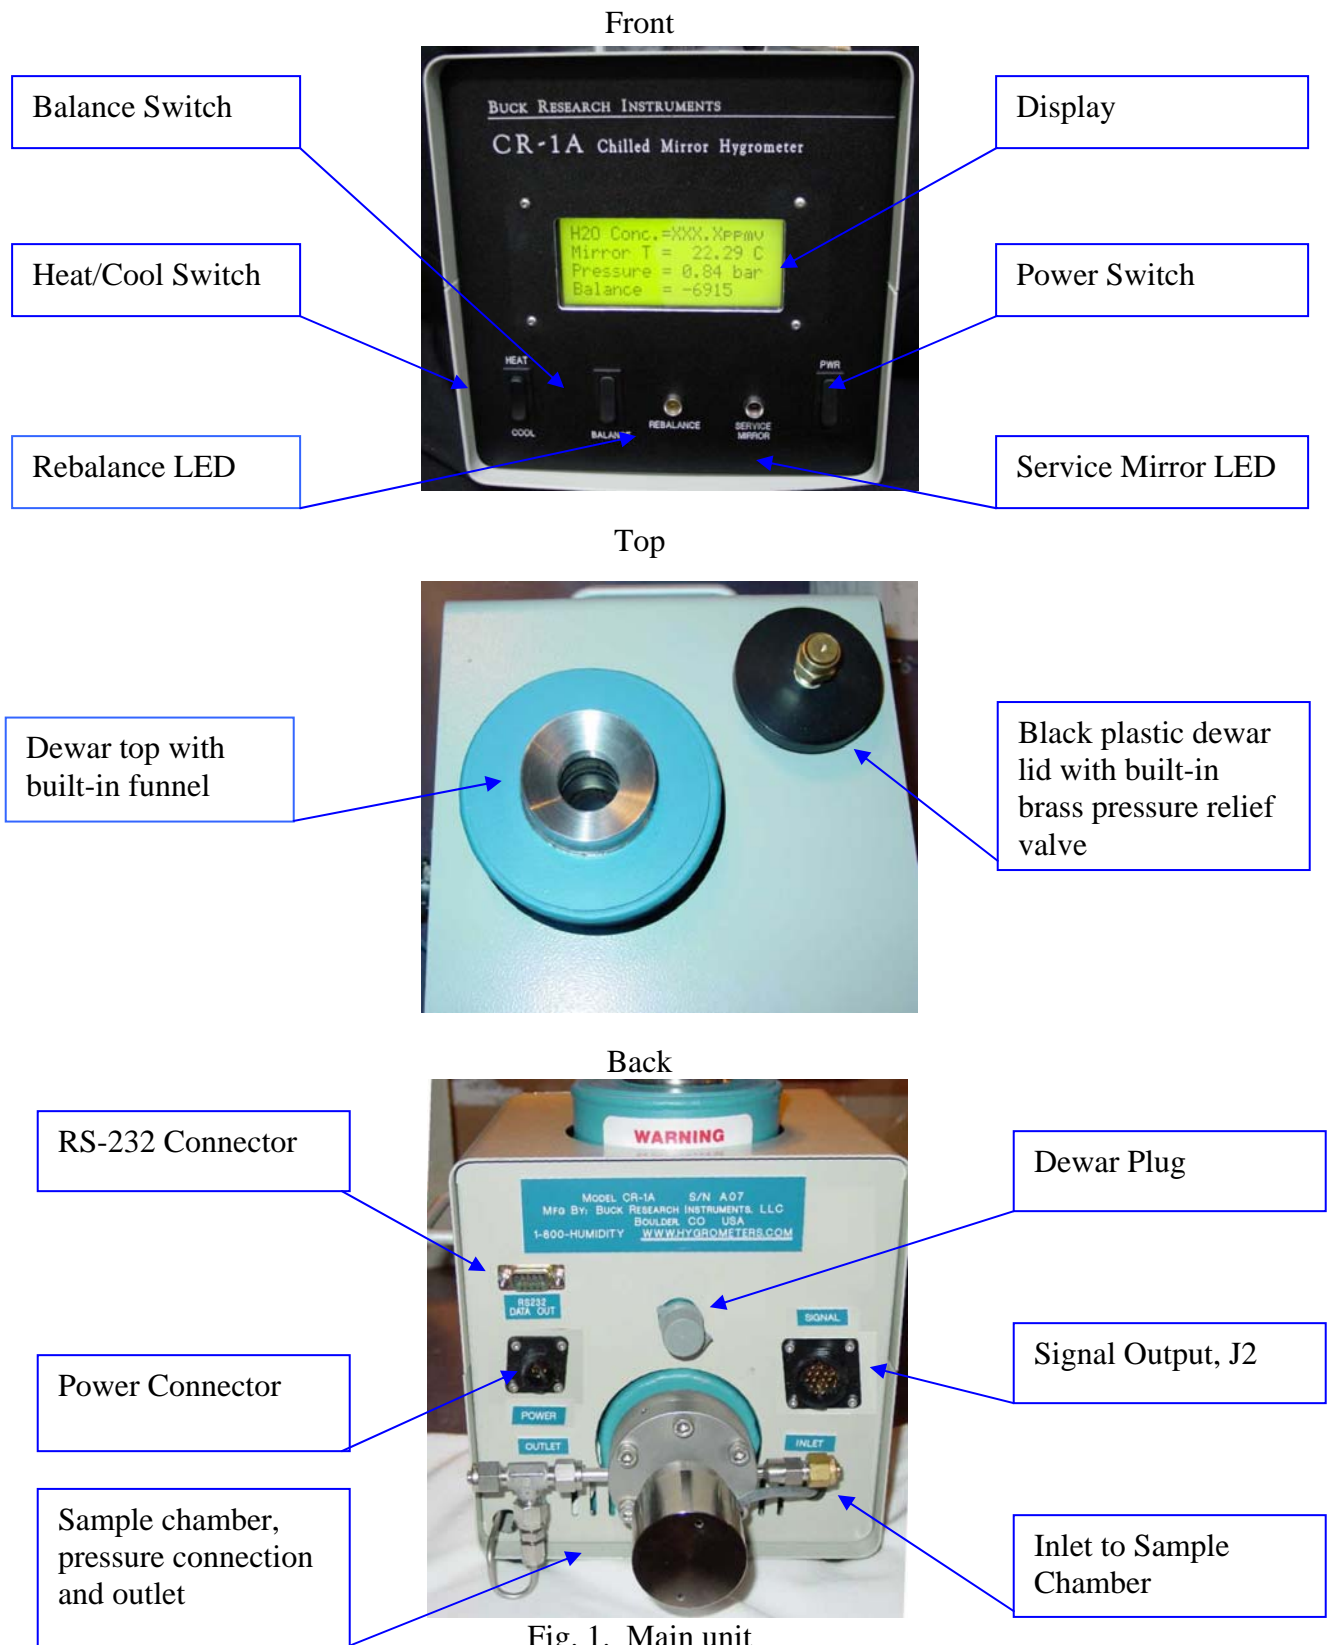 Front
Balance Switch
Display
BUCK RESEARCH INSTRUMENTS
CR-1A Chilled Mirror Hygrometer
H2O Conc.=XXX.Xppmv
Mirror T = 22.29 C
Pressure = 0.84 bar
Balance = -6915
Heat/Cool Switch
Power Switch
HEAT
PWR
COOL
BALANCE
REBALANCE
SERVICE
MIRROR
Rebalance LED
Service Mirror LED
Top
Dewar top with
built-in funnel
Black plastic dewar
lid with built-in
brass pressure relief
valve
Back
RS-232 Connector
Dewar Plug
WARNING
MODEL CR-1A S/N A07
MFG BY: BUCK RESEARCH INSTRUMENTS, LLC
BOULDER, CO USA
1-800-HUMIDITY WWW.HYGROMETERS.COM
RS232
DATA OUT
SIGNAL
Power Connector
Signal Output, J2
POWER
OUTLET
INLET
Sample chamber,
pressure connection
and outlet
Inlet to Sample
Chamber
Fig. 1. Main unit